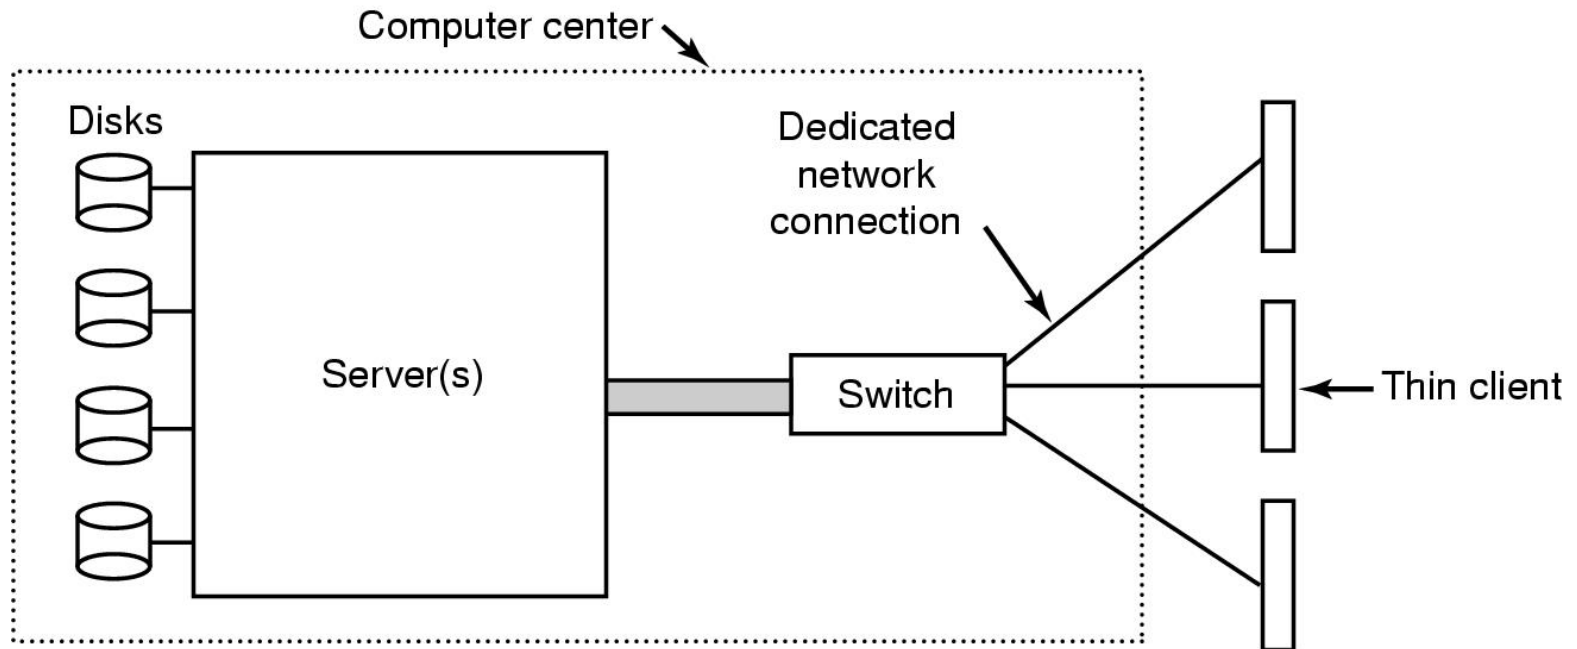 Computer center
Disks
Dedicated
network
connection
Server(s)
Switch
Thin client